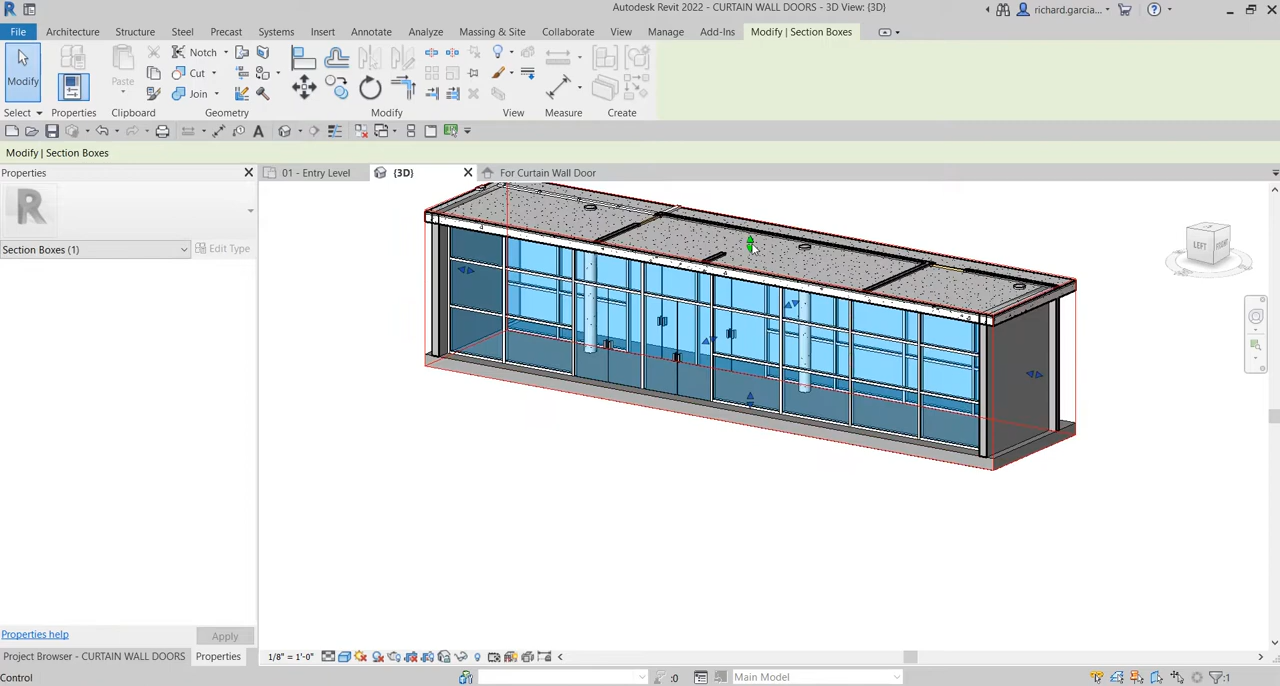 Autodesk Revit 2022 - CURTAIN WALL DOORS - 3D View: {3D}
richard.garcia...
File Architecture Structure Steel Precast Systems Insert Annotate Analyze Massing & Site Collaborate View Manage Add-Ins Modify | Section Boxes
Modify
Paste
Notch
Cut
Join
Select Properties Clipboard Geometry Modify View Measure Create
Modify | Section Boxes
Properties
01 - Entry Level
{3D}
For Curtain Wall Door
R
Section Boxes (1)
Edit Type
LEFT
FRONT
Properties help
Apply
1/8" = 1'-0"
Project Browser - CURTAIN WALL DOORS
Properties
Control
:0
Main Model
:1